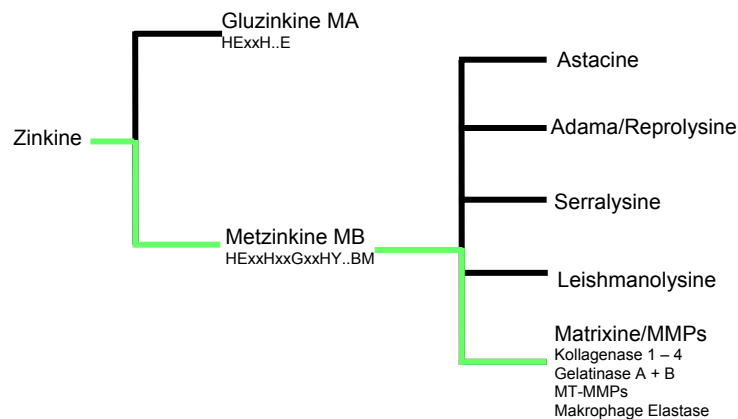 Gluzinkine MA
HExxH..E
Zinkine
Metzinkine MB
HExxHxxGxxHY..BM
Astacine
Adama/Reprolysine
Serralysine
Leishmanolysine
Matrixine/MMPs
Kollagenase 1 – 4
Gelatinase A + B
MT-MMPs
Makrophage Elastase